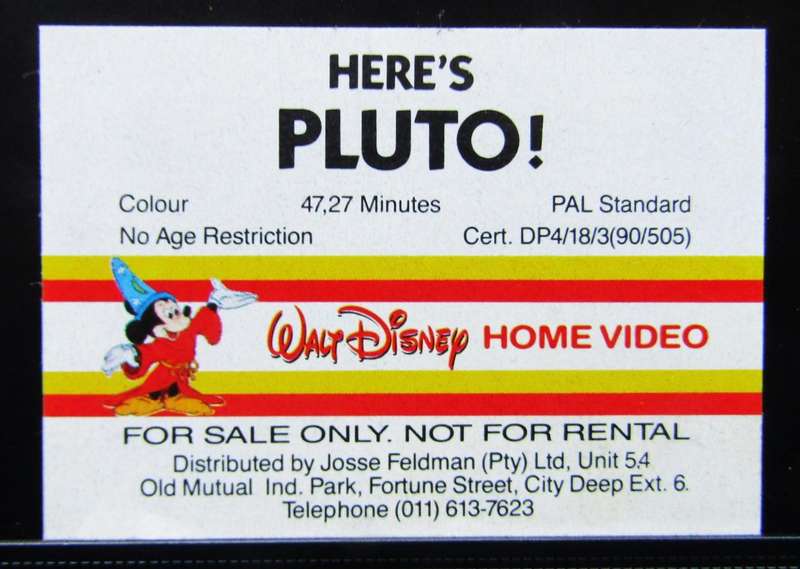 HERE'S
PLUTO!
Colour 47,27 Minutes PAL Standard
No Age Restriction Cert. DP4/18/3(90/505)
Walt Disney HOME VIDEO
FOR SALE ONLY. NOT FOR RENTAL
Distributed by Josse Feldman (Pty) Ltd, Unit 5.4
Old Mutual Ind. Park, Fortune Street, City Deep Ext. 6.
Telephone (011) 613-7623